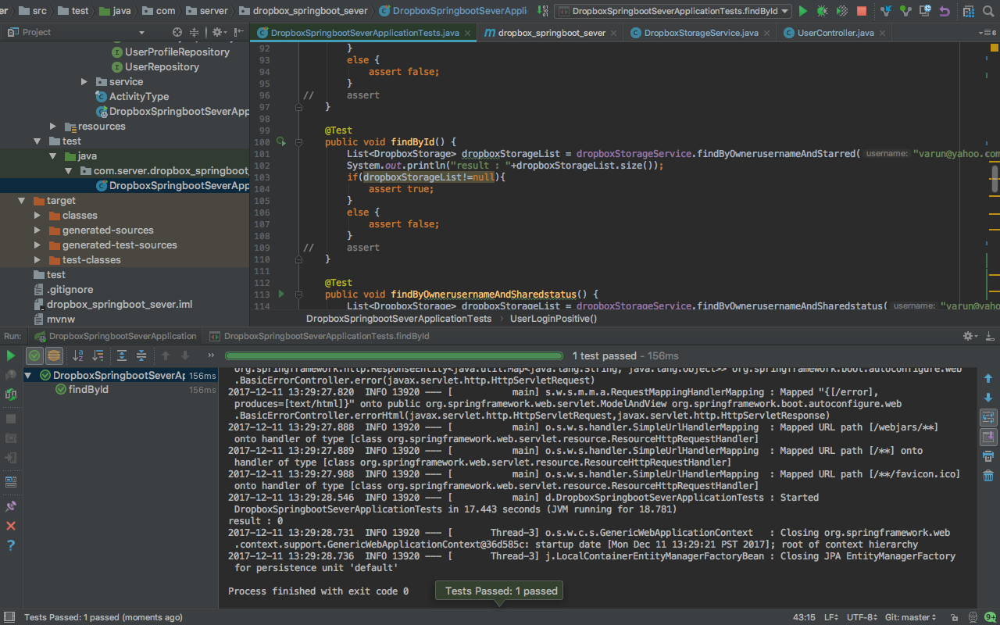 er src test java com server dropbox_springboot_sever DropboxSpringbootSeverAppli DropboxSpringbootSeverApplicationTests.findById
Project
DropboxSpringbootSeverApplicationTests.java dropbox_springboot_sever DropboxStorageService.java UserController.java 6
UserProfileRepository
UserRepository
service
ActivityType
DropboxSpringbootSeverApp
resources
test
java
com.server.dropbox_springboot_
DropboxSpringbootSeverApp
target
classes
generated-sources
generated-test-sources
test-classes
test
.gitignore
dropbox_springboot_sever.iml
mvnw
92 }
93 else {
94 assert false;
95 }
96 // assert
97 }
98
99 @Test
100 public void findById() {
101 List<DropboxStorage> dropboxStorageList = dropboxStorageService.findByOwnerusernameAndStarred( username: "varun@yahoo.com
102 System.out.println("result : "+dropboxStorageList.size());
103 if(dropboxStorageList!=null){
104 assert true;
105 }
106 else {
107 assert false;
108 }
109 // assert
110 }
111
112 @Test
113 public void findByOwnerusernameAndSharedstatus() {
114 List<DropboxStorage> dropboxStorageList = dropboxStorageService.findByOwnerusernameAndSharedstatus( username: "varun@yaho
DropboxSpringbootSeverApplicationTests › UserLoginPositive()
Run: DropboxSpringbootSeverApplication DropboxSpringbootSeverApplicationTests.findById
1 test passed - 156ms
DropboxSpringbootSeverAp 156ms
findById 156ms
org.springframework.http.ResponseEntity<java.util.Map<java.lang.String, java.lang.Object>> org.springframework.boot.autoconfigure.web
.BasicErrorController.error(javax.servlet.http.HttpServletRequest)
2017-12-11 13:29:27.820 INFO 13920 --- [ main] s.w.s.m.m.a.RequestMappingHandlerMapping : Mapped "{[/error],
produces=[text/html]}" onto public org.springframework.web.servlet.ModelAndView org.springframework.boot.autoconfigure.web
.BasicErrorController.errorHtml(javax.servlet.http.HttpServletRequest,javax.servlet.http.HttpServletResponse)
2017-12-11 13:29:27.888 INFO 13920 --- [ main] o.s.w.s.handler.SimpleUrlHandlerMapping : Mapped URL path [/webjars/**]
onto handler of type [class org.springframework.web.servlet.resource.ResourceHttpRequestHandler]
2017-12-11 13:29:27.889 INFO 13920 --- [ main] o.s.w.s.handler.SimpleUrlHandlerMapping : Mapped URL path [/**] onto
handler of type [class org.springframework.web.servlet.resource.ResourceHttpRequestHandler]
2017-12-11 13:29:27.988 INFO 13920 --- [ main] o.s.w.s.handler.SimpleUrlHandlerMapping : Mapped URL path [/**/favicon.ico]
onto handler of type [class org.springframework.web.servlet.resource.ResourceHttpRequestHandler]
2017-12-11 13:29:28.546 INFO 13920 --- [ main] d.DropboxSpringbootSeverApplicationTests : Started
DropboxSpringbootSeverApplicationTests in 17.443 seconds (JVM running for 18.781)
result : 0
2017-12-11 13:29:28.731 INFO 13920 --- [ Thread-3] o.s.w.c.s.GenericWebApplicationContext : Closing org.springframework.web
.context.support.GenericWebApplicationContext@36d585c: startup date [Mon Dec 11 13:29:21 PST 2017]; root of context hierarchy
2017-12-11 13:29:28.736 INFO 13920 --- [ Thread-3] j.LocalContainerEntityManagerFactoryBean : Closing JPA EntityManagerFactory
for persistence unit 'default'
Process finished with exit code 0
Tests Passed: 1 passed
Tests Passed: 1 passed (moments ago) 43:15 LF UTF-8 Git: master 9+